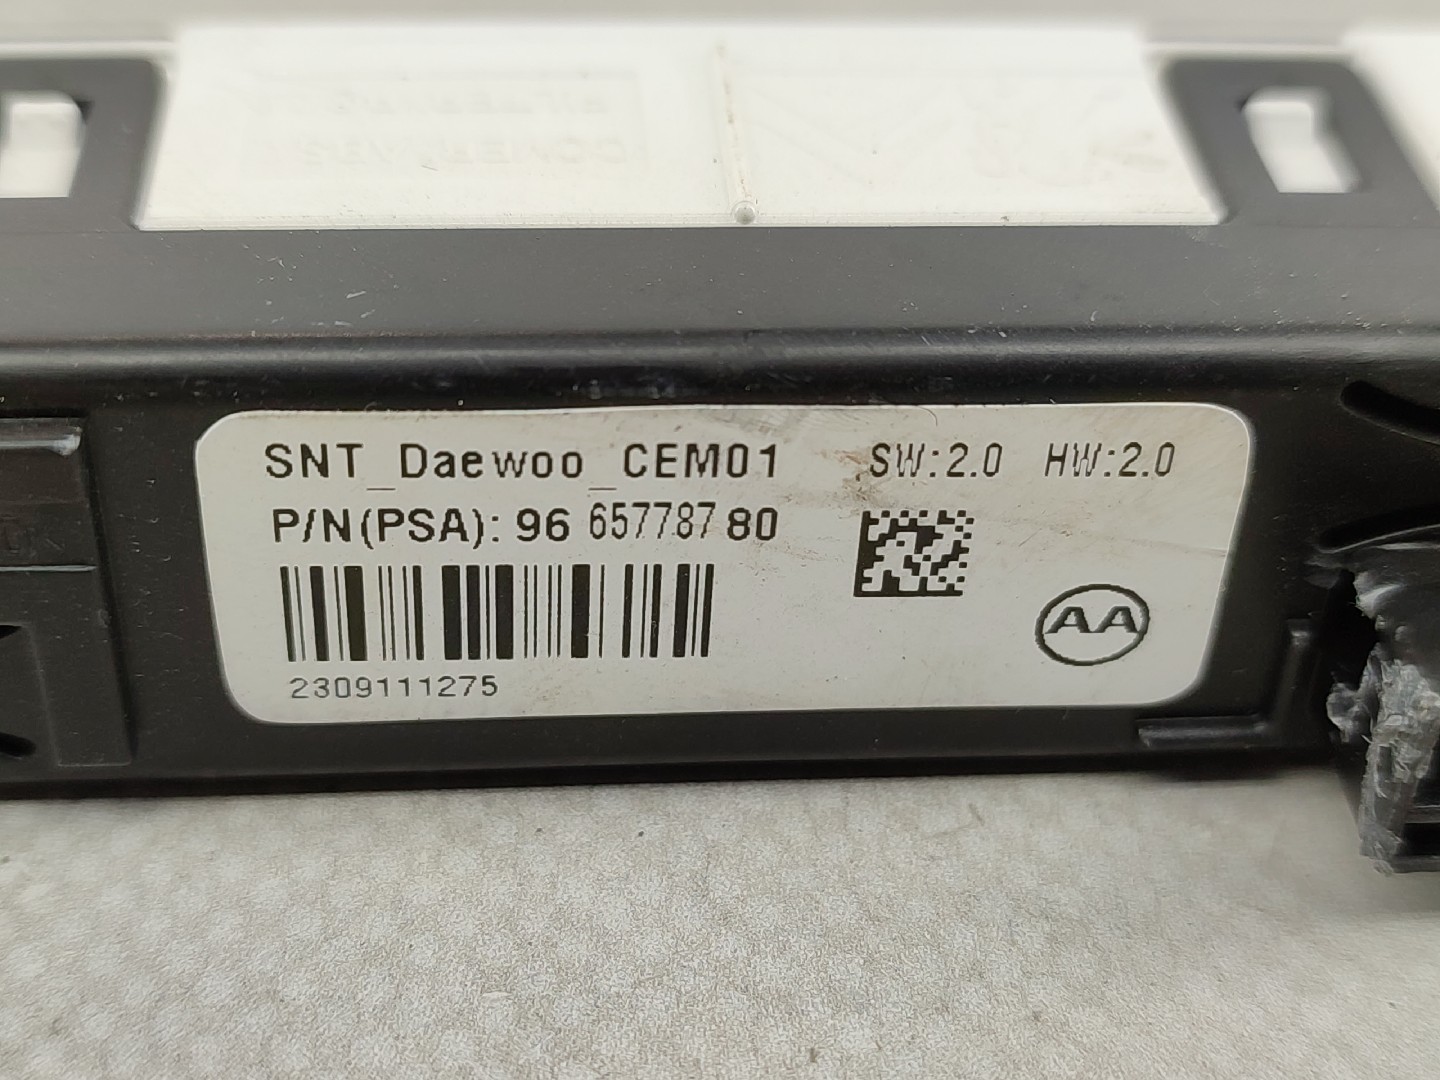 SNT_Daewoo_CEM01 SW:2.0 HW:2.0
P/N(PSA): 96 657787 80
2309111275
AA